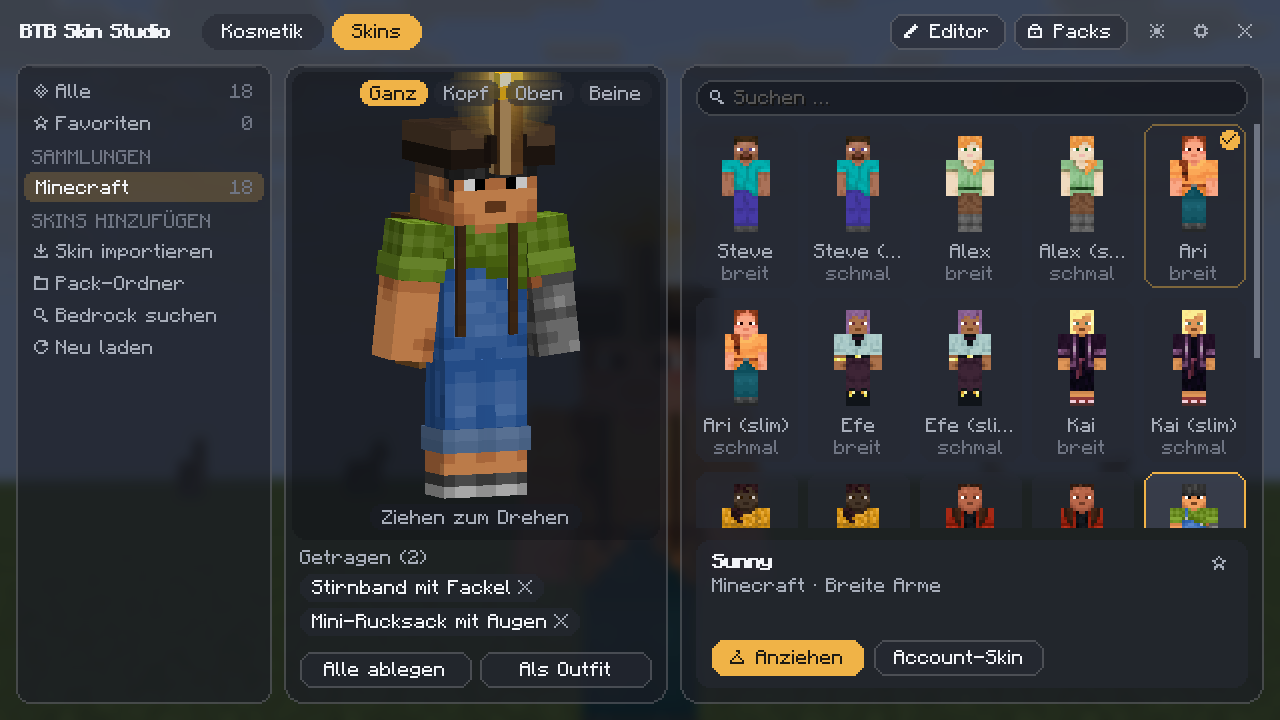 BTB Skin Studio
Kosmetik
Skins
Editor
Packs
Alle 18
Favoriten 0
SAMMLUNGEN
Minecraft 18
SKINS HINZUFÜGEN
Skin importieren
Pack-Ordner
Bedrock suchen
Neu laden
Ganz Kopf Oben Beine
Ziehen zum Drehen
Getragen (2)
Stirnband mit Fackel
Mini-Rucksack mit Augen
Alle ablegen
Als Outfit
Suchen ...
Steve Steve (... Alex Alex (s... Ari
breit schmal breit schmal breit
Ari (slim) Efe Efe (sli... Kai Kai (slim)
schmal breit schmal breit schmal
Sunny
Minecraft · Breite Arme
Anziehen
Account-Skin